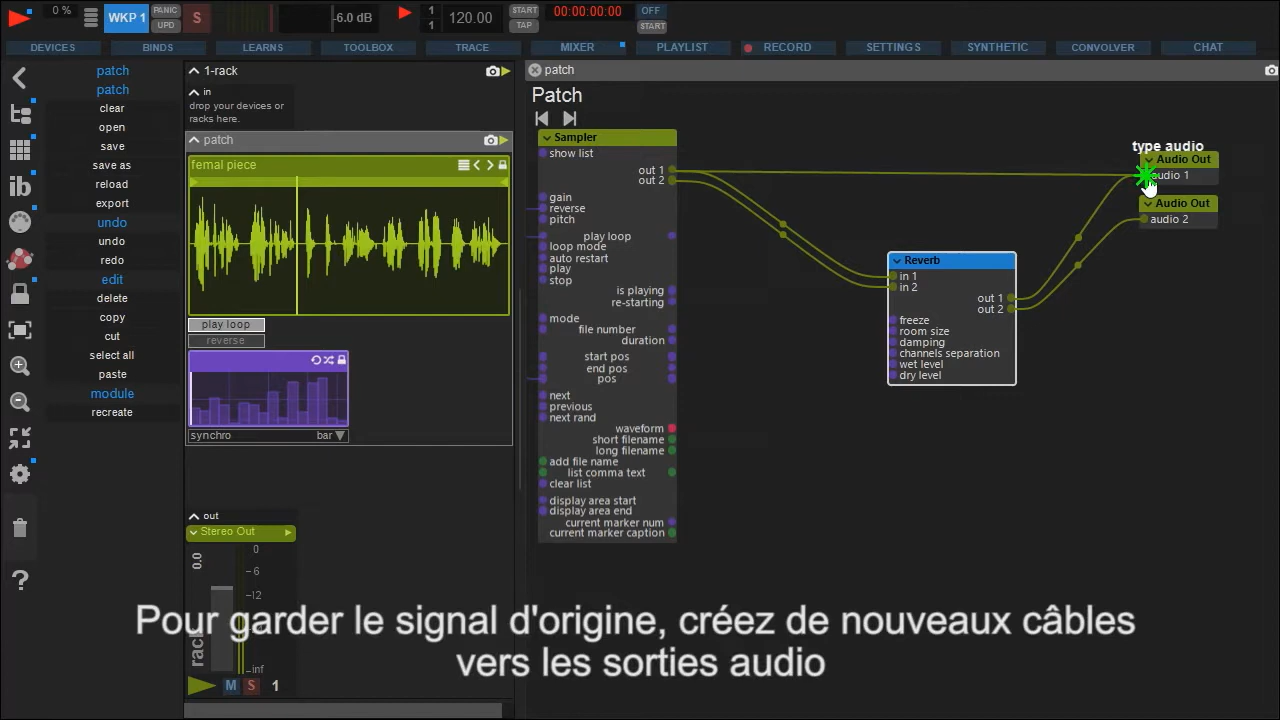 0 %
WKP 1
PANIC
UPD
S
-6.0 dB
1
1
120.00
START
TAP
00:00:00:00
OFF
START
DEVICES
BINDS
LEARNS
TOOLBOX
TRACE
MIXER
PLAYLIST
RECORD
SETTINGS
SYNTHETIC
CONVOLVER
CHAT
patch
patch
clear
open
save
save as
reload
export
undo
undo
redo
edit
delete
copy
cut
select all
paste
module
recreate
ib
?
1-rack
in
drop your devices or
racks here.
patch
femal piece
play loop
reverse
synchro
bar
out
Stereo Out
0.0
rack
0
-6
-12
-inf
M
S
1
patch
Patch
Sampler
show list
out 1
out 2
gain
reverse
pitch
play loop
loop mode
auto restart
play
stop
is playing
re-starting
mode
file number
duration
start pos
end pos
pos
next
previous
next rand
waveform
short filename
long filename
add file name
list comma text
clear list
display area start
display area end
current marker num
current marker caption
Reverb
in 1
in 2
out 1
out 2
freeze
room size
damping
channels separation
wet level
dry level
type audio
Audio Out
audio 1
Audio Out
audio 2
Pour garder le signal d'origine, créez de nouveaux câbles
vers les sorties audio